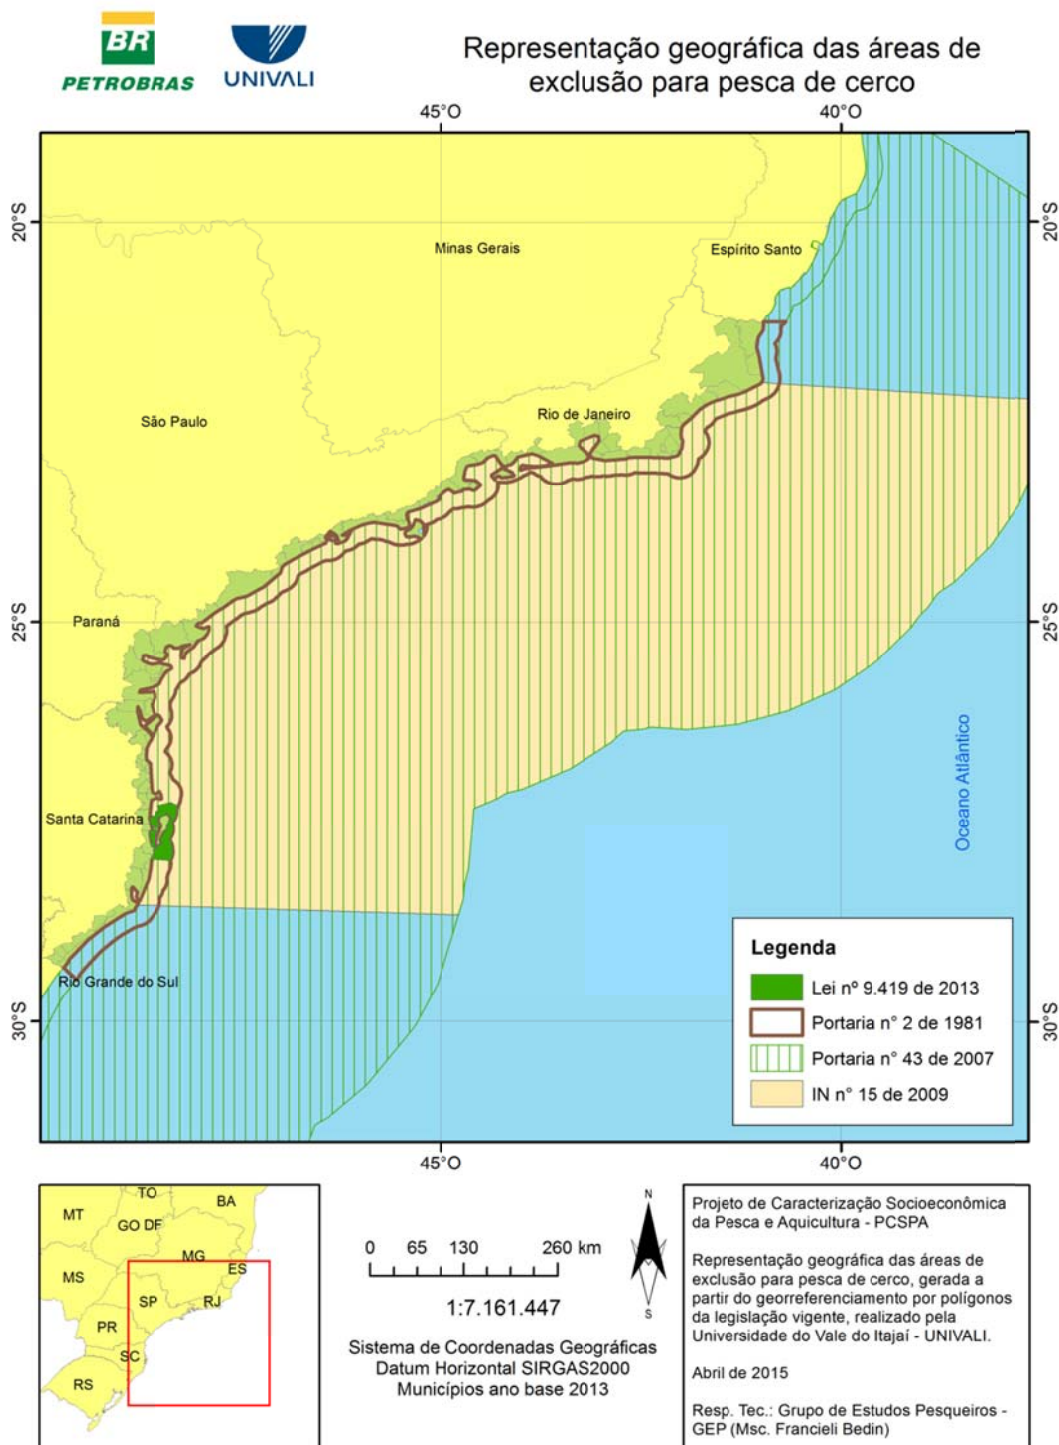 BR
PETROBRAS
UNIVALI
Representação geográfica das áreas de
exclusão para pesca de cerco
45°O
40°O
20°S
20°S
Minas Gerais
Espírito Santo
São Paulo
Rio de Janeiro
25°S
Paraná
25°S
Oceano Atlântico
Santa Catarina
Rio Grande do Sul
30°S
30°S
Legenda
Lei nº 9.419 de 2013
Portaria n° 2 de 1981
Portaria n° 43 de 2007
IN n° 15 de 2009
45°O
40°O
TO
BA
MT
GO
DF
MG
ES
MS
SP
RJ
PR
SC
RS
0 65 130 260 km
1:7.161.447
Sistema de Coordenadas Geográficas
Datum Horizontal SIRGAS2000
Municípios ano base 2013
N
S
Projeto de Caracterização Socioeconômica
da Pesca e Aquicultura - PCSPA
Representação geográfica das áreas de
exclusão para pesca de cerco, gerada a
partir do georreferenciamento por polígonos
da legislação vigente, realizado pela
Universidade do Vale do Itajaí - UNIVALI.
Abril de 2015
Resp. Tec.: Grupo de Estudos Pesqueiros -
GEP (Msc. Francieli Bedin)